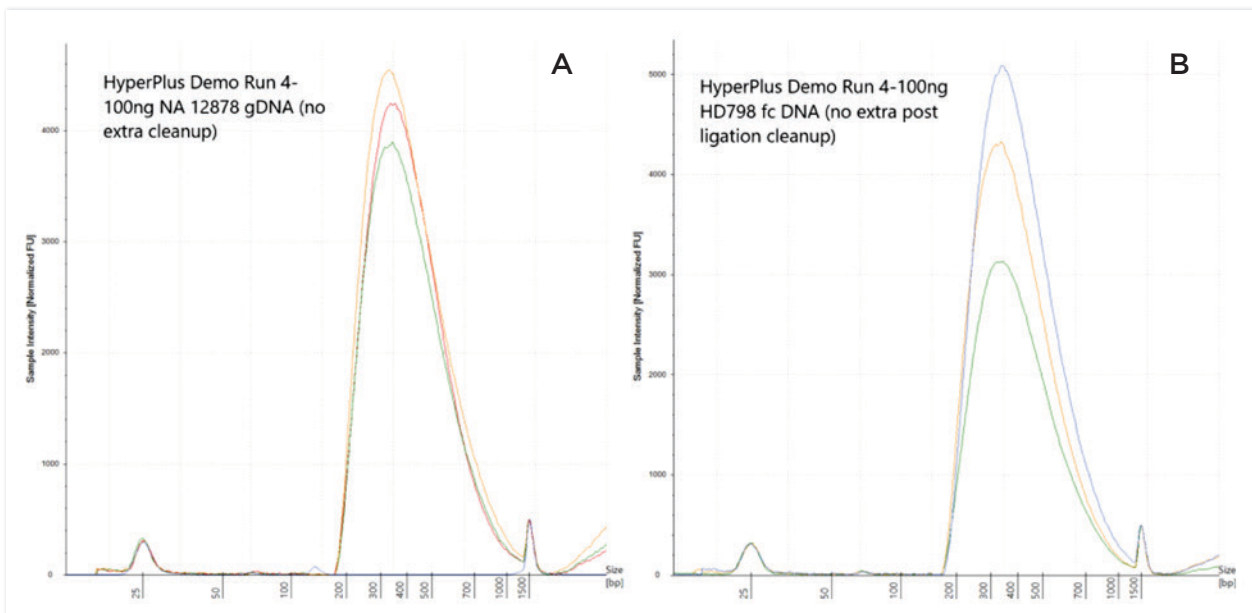 A
HyperPlus Demo Run 4-
100ng NA 12878 gDNA (no
extra cleanup)
Sample Intensity [Normalized FU]
4000
3000
2000
1000
0
25
50
100
200
300
400
500
700
1000
1500
Size
[bp]
B
HyperPlus Demo Run 4-100ng
HD798 fc DNA (no extra post
ligation cleanup)
Sample Intensity [Normalized FU]
5000
4000
3000
2000
1000
0
25
50
100
200
300
400
500
700
1000
1500
Size
[bp]